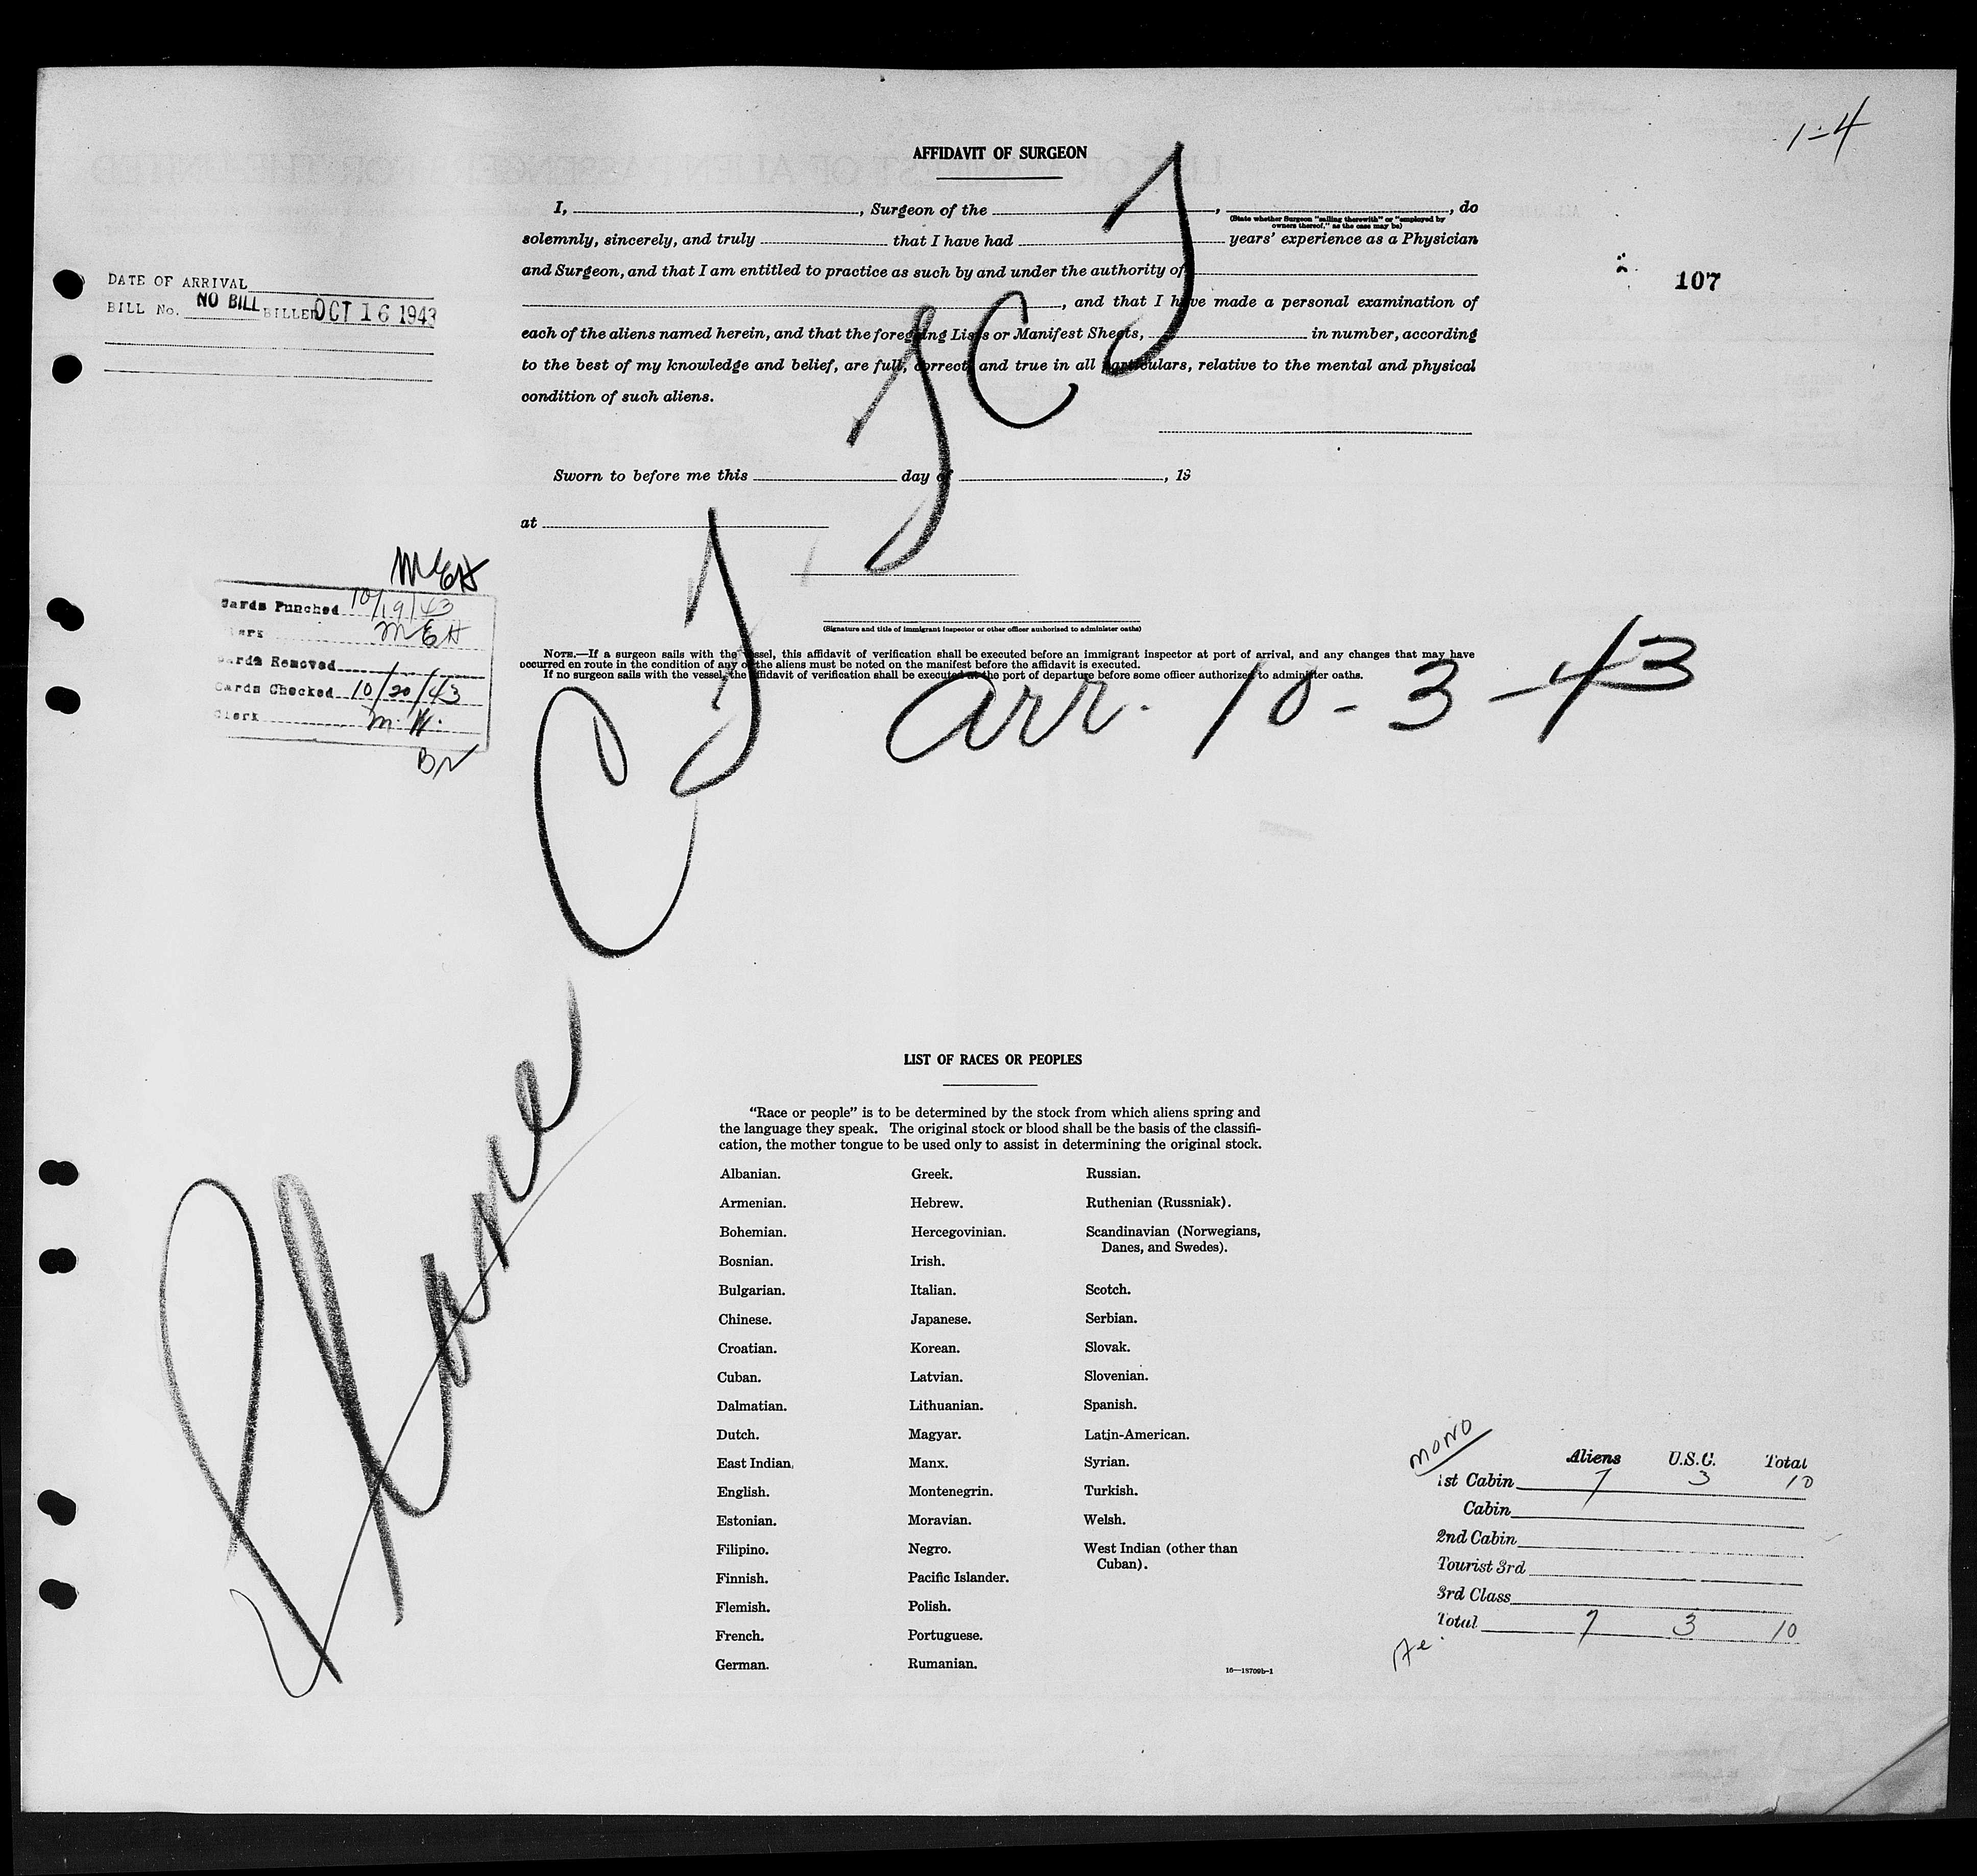 1-4
AFFIDAVIT OF SURGEON
I, , Surgeon of the , , do
(State whether Surgeon "sailing therewith" or "employed by
owners thereof," as the case may be)
solemnly, sincerely, and truly that I have had years' experience as a Physician
and Surgeon, and that I am entitled to practice as such by and under the authority of
, and that I have made a personal examination of
each of the aliens named herein, and that the foregoing Lists or Manifest Sheets, in number, according
to the best of my knowledge and belief, are full, correct, and true in all particulars, relative to the mental and physical
condition of such aliens.
107
DATE OF ARRIVAL
BILL No. NO BILL BILLED OCT 16 1943
Sworn to before me this day of , 19
at
(Signature and title of immigrant inspector or other officer authorized to administer oaths)
NOTE.—If a surgeon sails with the vessel, this affidavit of verification shall be executed before an immigrant inspector at port of arrival, and any changes that may have
occurred en route in the condition of any of the aliens must be noted on the manifest before the affidavit is executed.
If no surgeon sails with the vessel, the affidavit of verification shall be executed at the port of departure before some officer authorized to administer oaths.
MEH
Cards Punched 10/19/43
Clerk MEH
Cards Removed
Cards Checked 10/20/43
Clerk M. W.
Plane
arr. 10-3-43
LIST OF RACES OR PEOPLES
"Race or people" is to be determined by the stock from which aliens spring and
the language they speak. The original stock or blood shall be the basis of the classifi-
cation, the mother tongue to be used only to assist in determining the original stock.
Albanian. Greek. Russian.
Armenian. Hebrew. Ruthenian (Russniak).
Bohemian. Hercegovinian. Scandinavian (Norwegians,
Danes, and Swedes).
Bosnian. Irish.
Bulgarian. Italian. Scotch.
Chinese. Japanese. Serbian.
Croatian. Korean. Slovak.
Cuban. Latvian. Slovenian.
Dalmatian. Lithuanian. Spanish.
Dutch. Magyar. Latin-American.
East Indian. Manx. Syrian.
English. Montenegrin. Turkish.
Estonian. Moravian. Welsh.
Filipino. Negro. West Indian (other than
Cuban).
Finnish. Pacific Islander.
Flemish. Polish.
French. Portuguese.
German. Rumanian.
16—18709b-1
Aliens U.S.C. Total
1st Cabin 7 3 10
Cabin
2nd Cabin
Tourist 3rd
3rd Class
Total 7 3 10